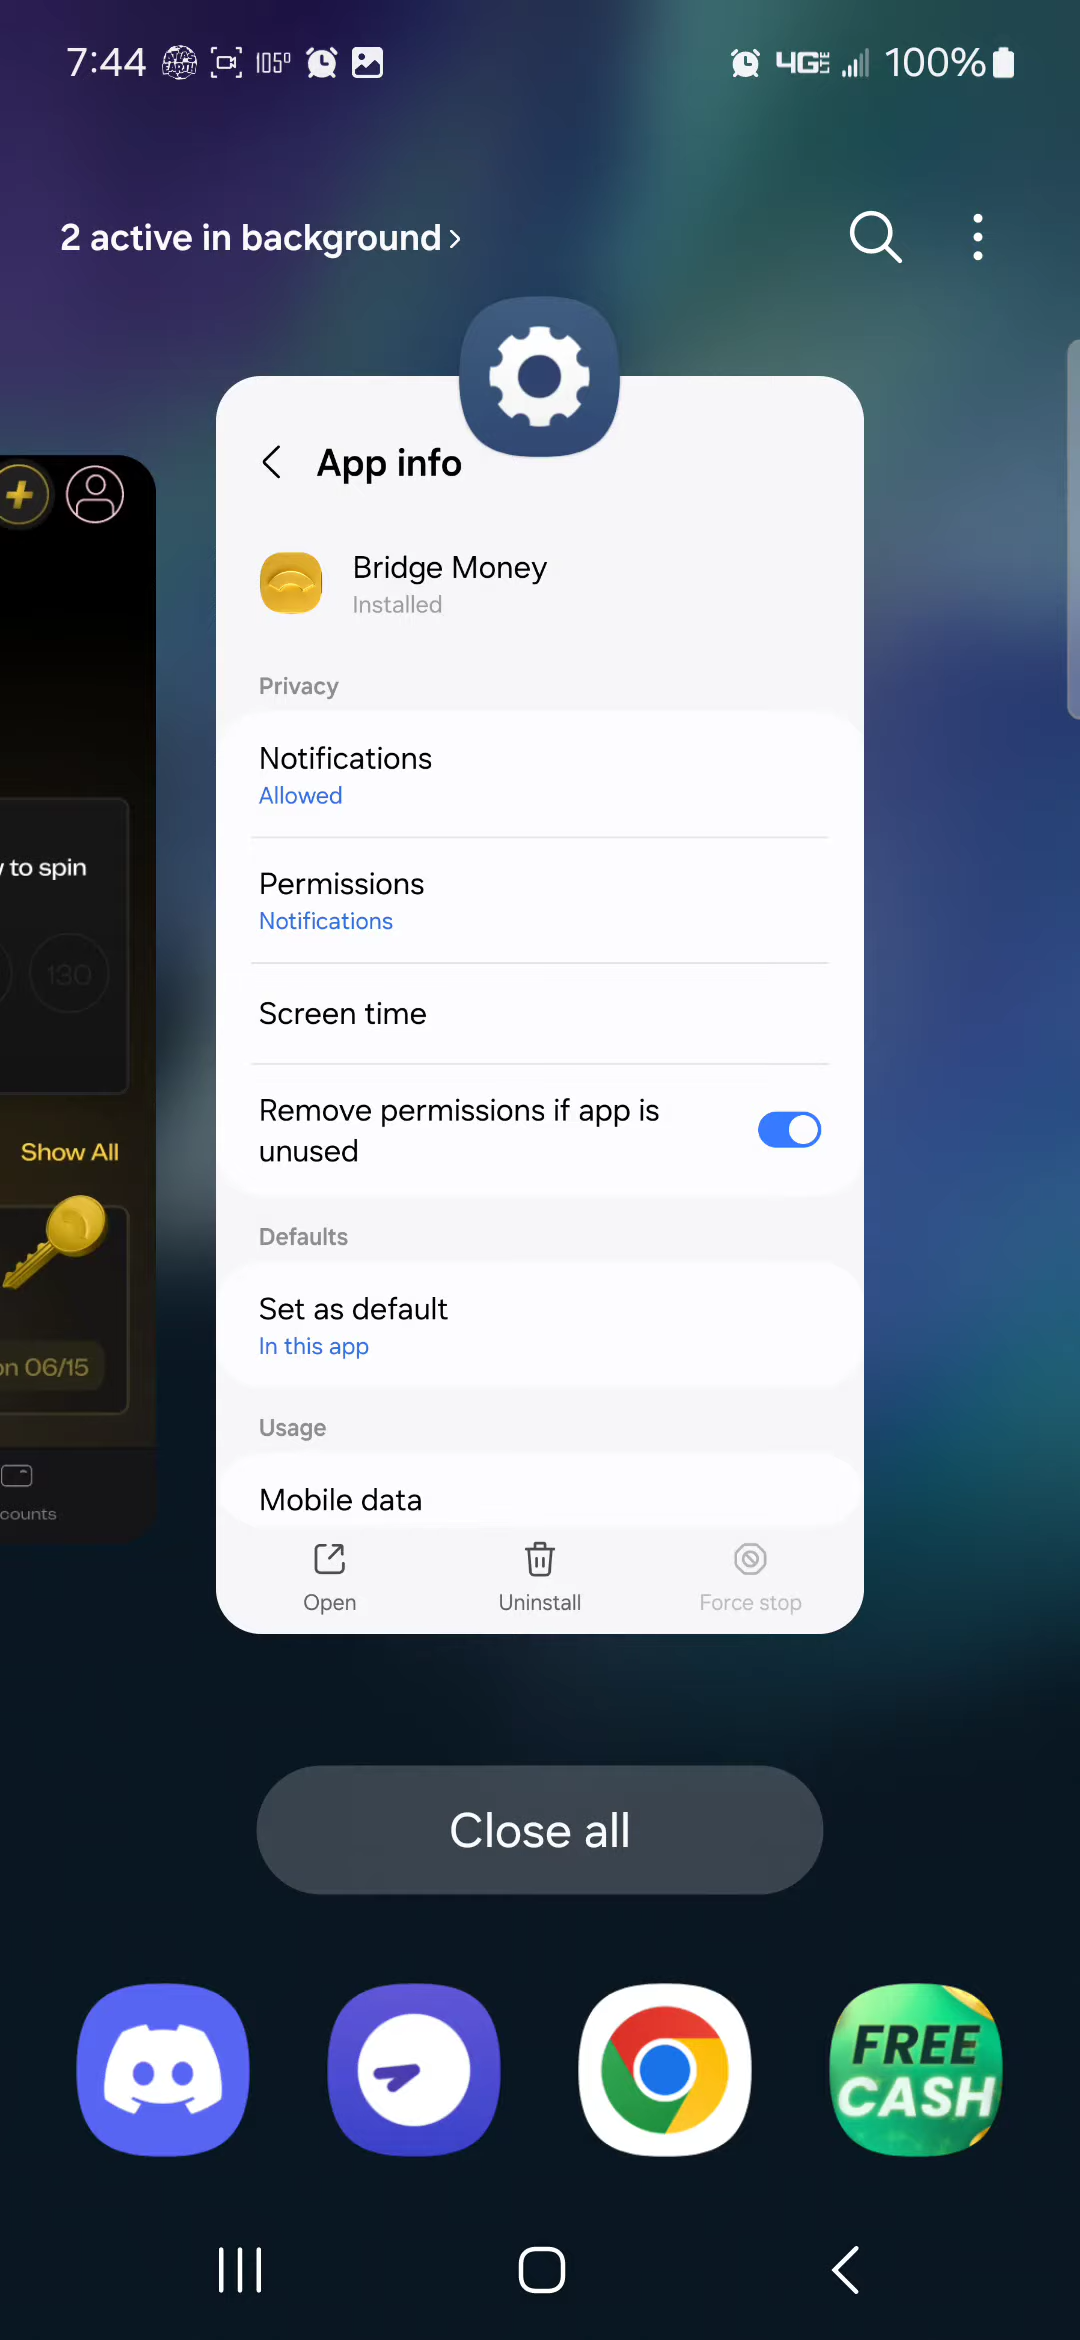 7:44 105° 4G LTE 100%
2 active in background
App info
Bridge Money
Installed
Privacy
Notifications
Allowed
Permissions
Notifications
Screen time
Remove permissions if app is
unused
Defaults
Set as default
In this app
Usage
Mobile data
Open Uninstall Force stop
to spin
130
Show All
on 06/15
counts
Close all
FREE
CASH